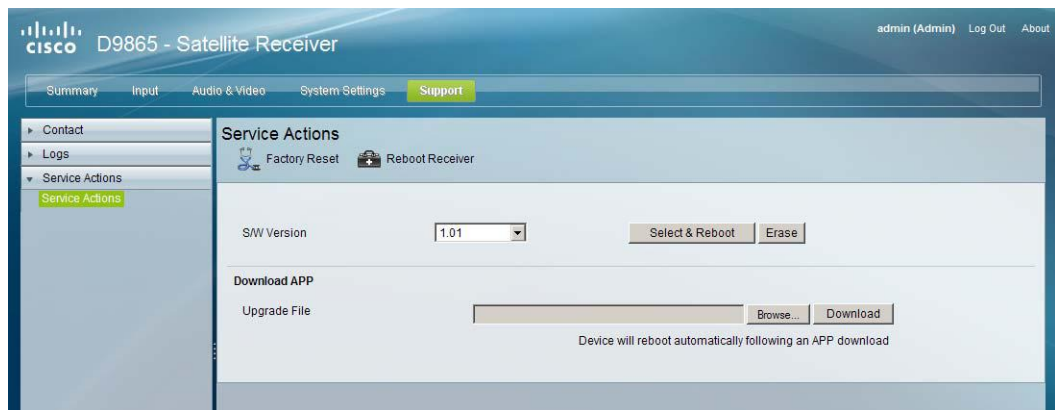 cisco D9865 - Satellite Receiver
admin (Admin) Log Out About
Summary Input Audio & Video System Settings Support
Contact
Logs
Service Actions
Service Actions
Service Actions
Factory Reset Reboot Receiver
S/W Version 1.01 Select & Reboot Erase
Download APP
Upgrade File Browse... Download
Device will reboot automatically following an APP download